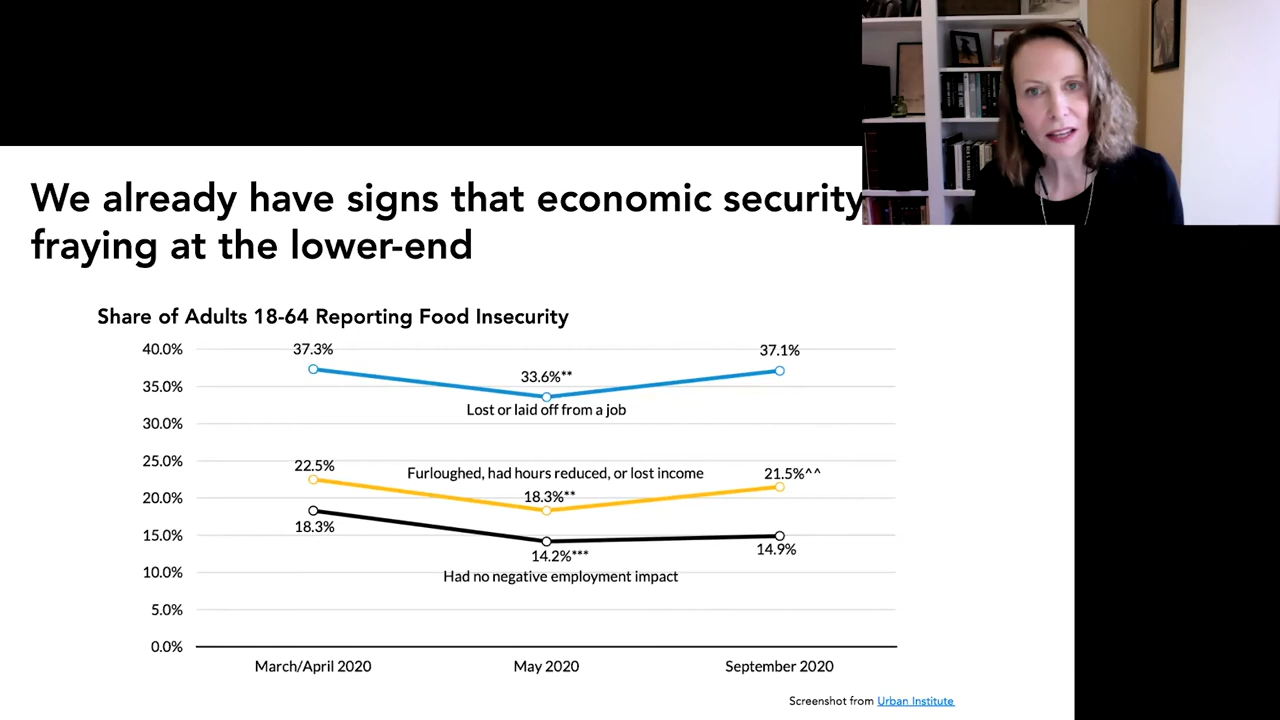 We already have signs that economic security
fraying at the lower-end
Share of Adults 18-64 Reporting Food Insecurity
40.0%
35.0%
30.0%
25.0%
20.0%
15.0%
10.0%
5.0%
0.0%
37.3%
33.6%**
37.1%
Lost or laid off from a job
22.5%
Furloughed, had hours reduced, or lost income
21.5%^^
18.3%**
18.3%
14.2%***
14.9%
Had no negative employment impact
March/April 2020
May 2020
September 2020
Screenshot from Urban Institute